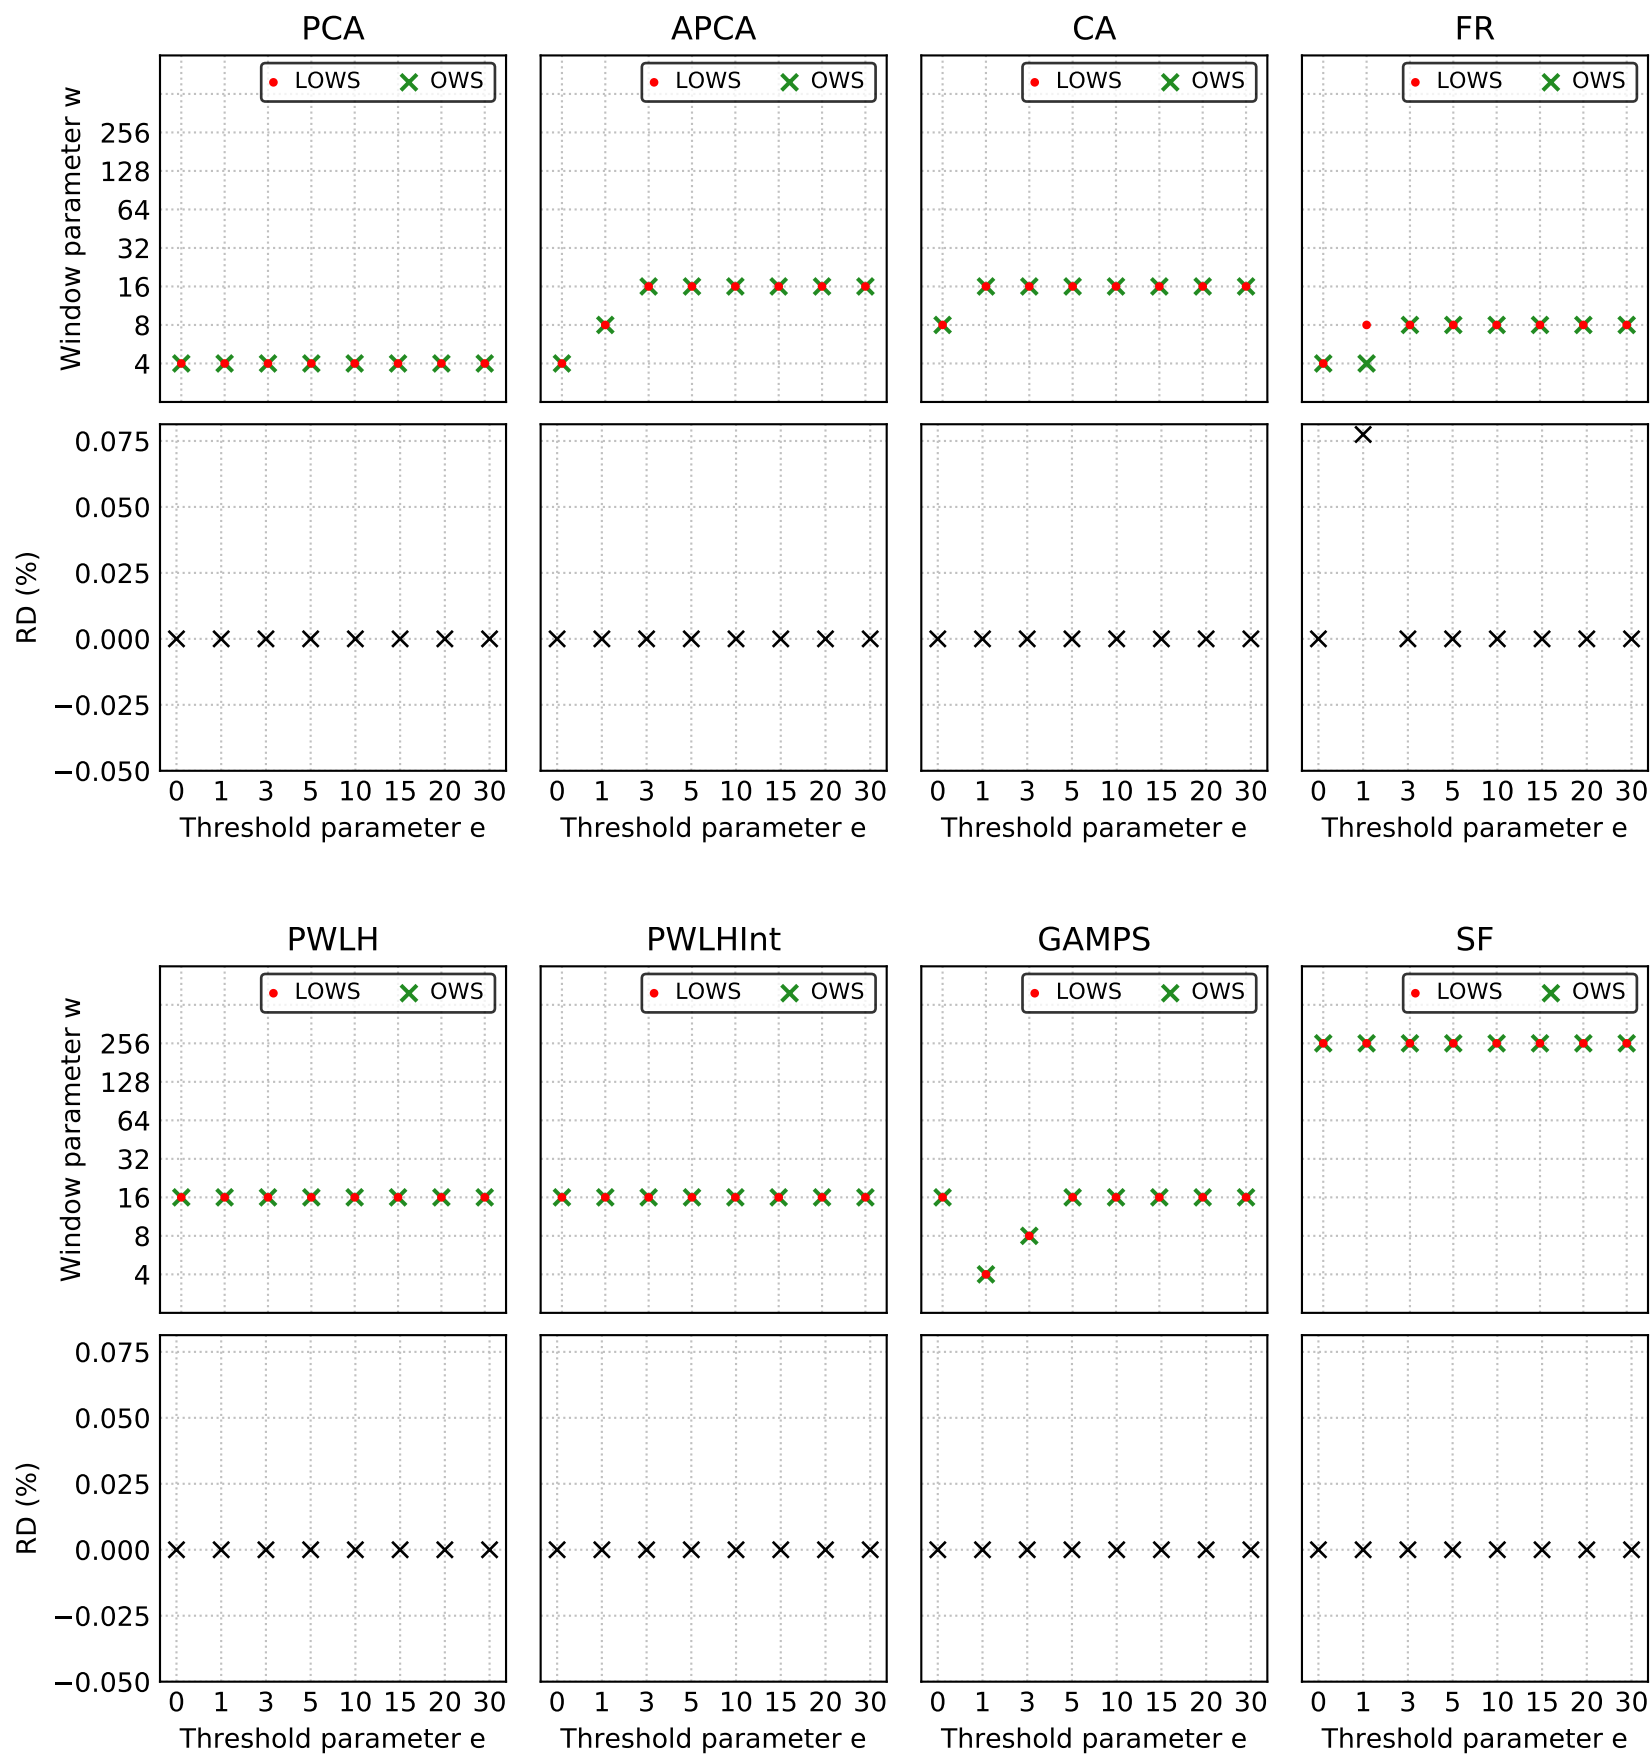 PCA APCA CA FR
LOWS OWS LOWS OWS LOWS OWS LOWS OWS
Window parameter w
256
128
64
32
16
8
4
RD (%)
0.075
0.050
0.025
0.000
−0.025
−0.050
0 1 3 5 10 15 20 30 0 1 3 5 10 15 20 30 0 1 3 5 10 15 20 30 0 1 3 5 10 15 20 30
Threshold parameter e Threshold parameter e Threshold parameter e Threshold parameter e
PWLH PWLHInt GAMPS SF
LOWS OWS LOWS OWS LOWS OWS LOWS OWS
Window parameter w
256
128
64
32
16
8
4
RD (%)
0.075
0.050
0.025
0.000
−0.025
−0.050
0 1 3 5 10 15 20 30 0 1 3 5 10 15 20 30 0 1 3 5 10 15 20 30 0 1 3 5 10 15 20 30
Threshold parameter e Threshold parameter e Threshold parameter e Threshold parameter e